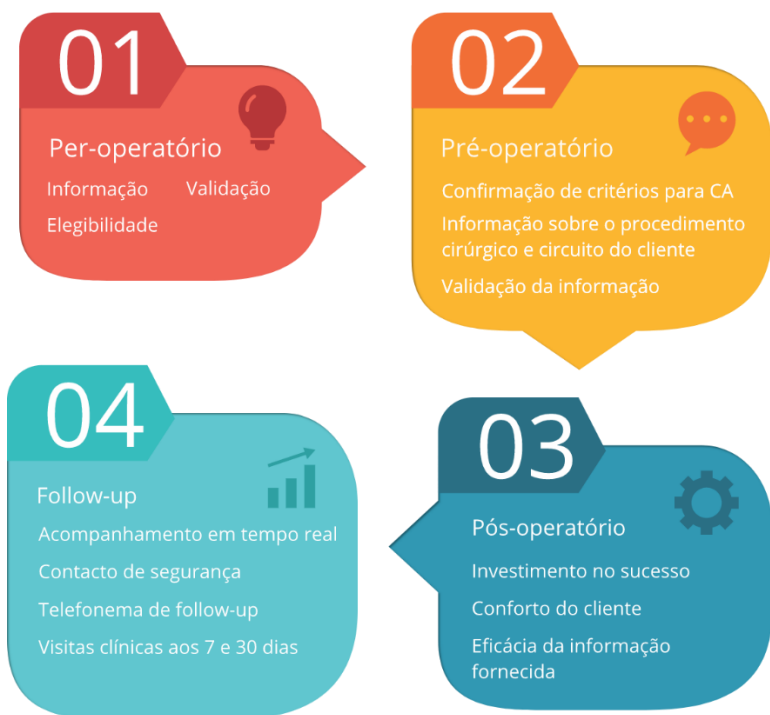 01
Per-operatório
Informação Validação
Elegibilidade
02
Pré-operatório
Confirmação de critérios para CA
Informação sobre o procedimento
cirúrgico e circuito do cliente
Validação da informação
03
Pós-operatório
Investimento no sucesso
Conforto do cliente
Eficácia da informação
fornecida
04
Follow-up
Acompanhamento em tempo real
Contacto de segurança
Telefonema de follow-up
Visitas clínicas aos 7 e 30 dias